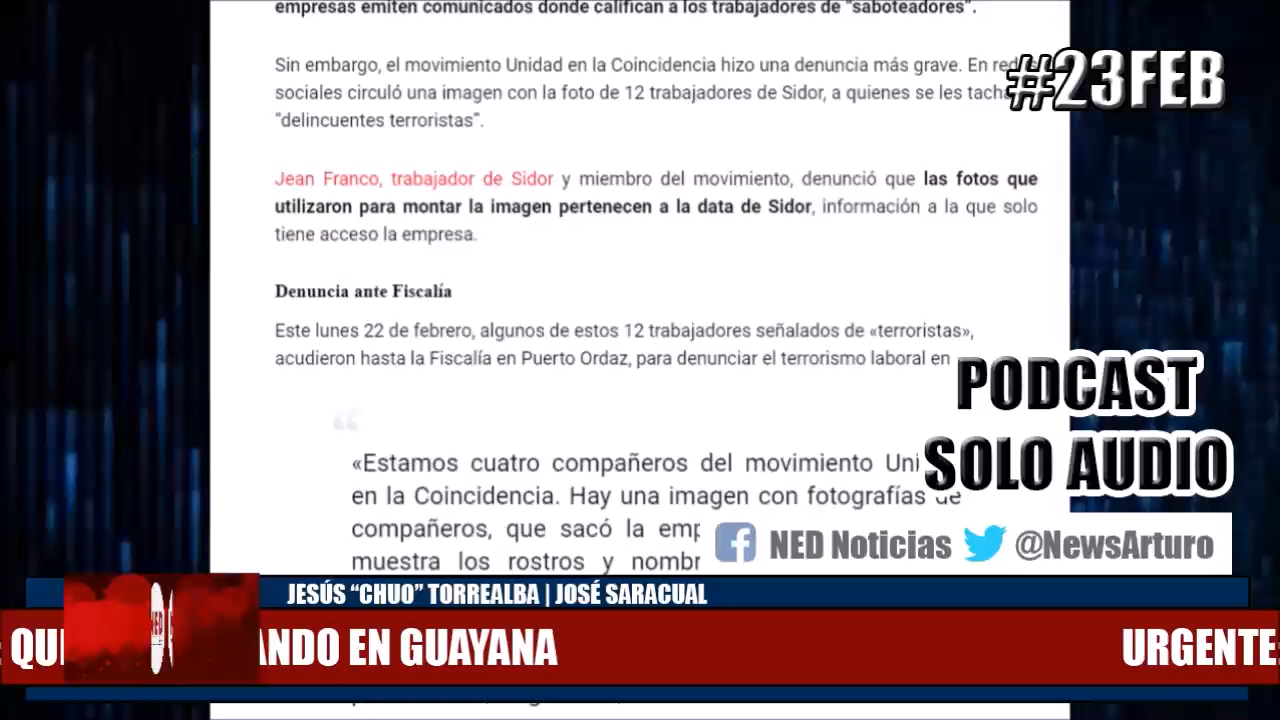 empresas emiten comunicados donde califican a los trabajadores de "saboteadores".
Sin embargo, el movimiento Unidad en la Coincidencia hizo una denuncia más grave. En
sociales circuló una imagen con la foto de 12 trabajadores de Sidor, a quienes se les
"delincuentes terroristas".
#23FEB
Jean Franco, trabajador de Sidor y miembro del movimiento, denunció que las fotos que
utilizaron para montar la imagen pertenecen a la data de Sidor, información a la que solo
tiene acceso la empresa.
Denuncia ante Fiscalía
Este lunes 22 de febrero, algunos de estos 12 trabajadores señalados de «terroristas»,
acudieron hasta la Fiscalía en Puerto Ordaz, para denunciar el terrorismo laboral en
PODCAST
SOLO AUDIO
«Estamos cuatro compañeros del movimiento
en la Coincidencia. Hay una imagen con fotografías
compañeros, que sacó la
muestra los rostros y
NED Noticias @NewsArturo
JESÚS "CHUO" TORREALBA | JOSÉ SARACUAL
EN GUAYANA
URGENTE